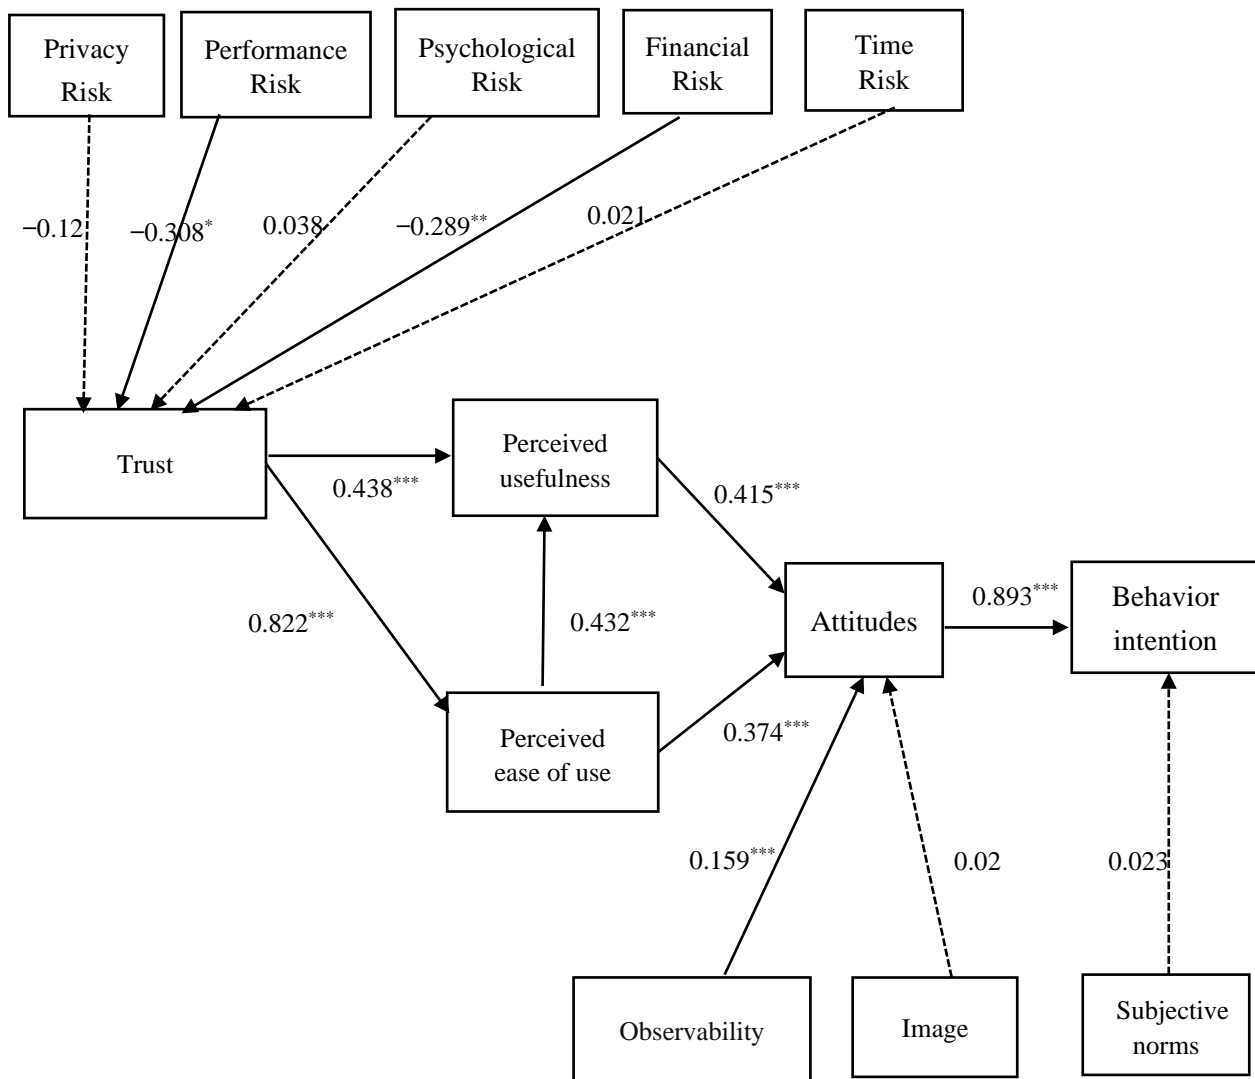 Privacy
Risk
Performance
Risk
Psychological
Risk
Financial
Risk
Time
Risk
−0.12
−0.308*
0.038
−0.289**
0.021
Trust
Perceived
usefulness
0.438***
0.415***
0.822***
0.432***
Attitudes
0.893***
Behavior
intention
Perceived
ease of use
0.374***
0.159***
0.02
0.023
Observability
Image
Subjective
norms